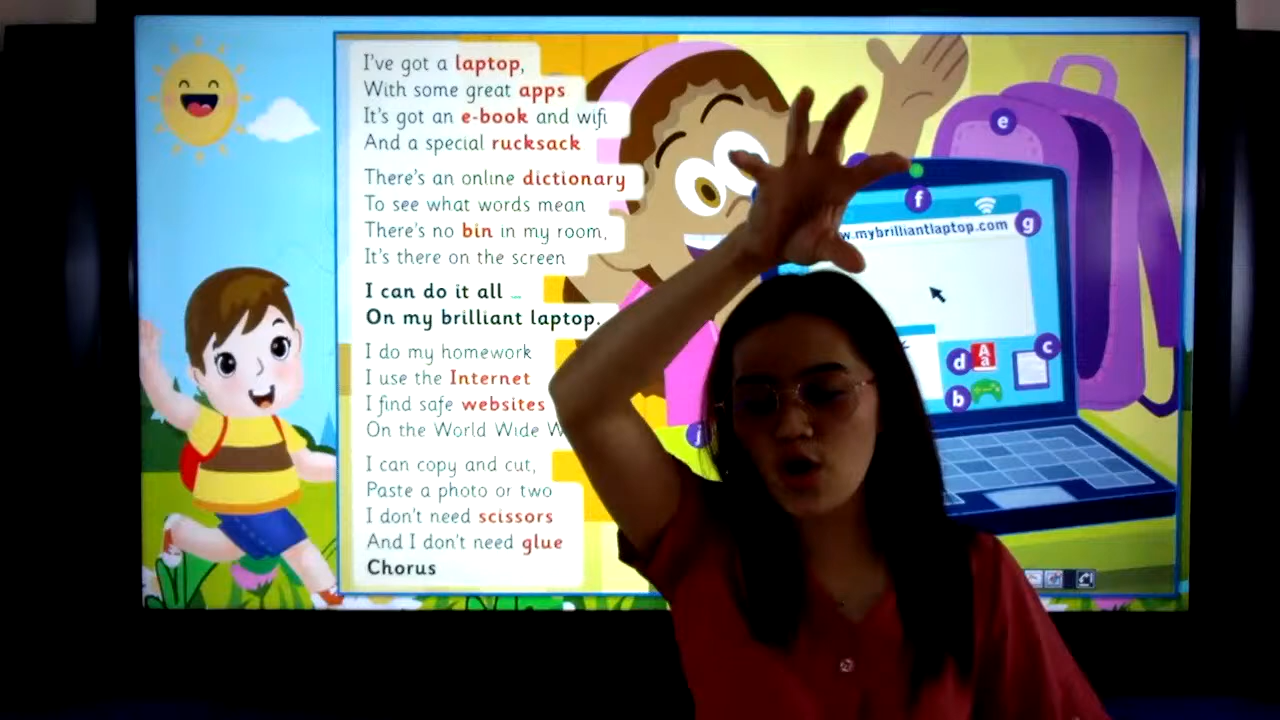 I've got a laptop,
With some great apps
It's got an e-book and wifi
And a special rucksack
There's an online dictionary
To see what words mean
There's no bin in my room,
It's there on the screen
I can do it all
On my brilliant laptop.
I do my homework
I use the Internet
I find safe websites
On the World Wide
I can copy and cut,
Paste a photo or two
I don't need scissors
And I don't need glue
Chorus
e
f
g
w.mybrilliantlaptop.com
c
d
A
a
b
j